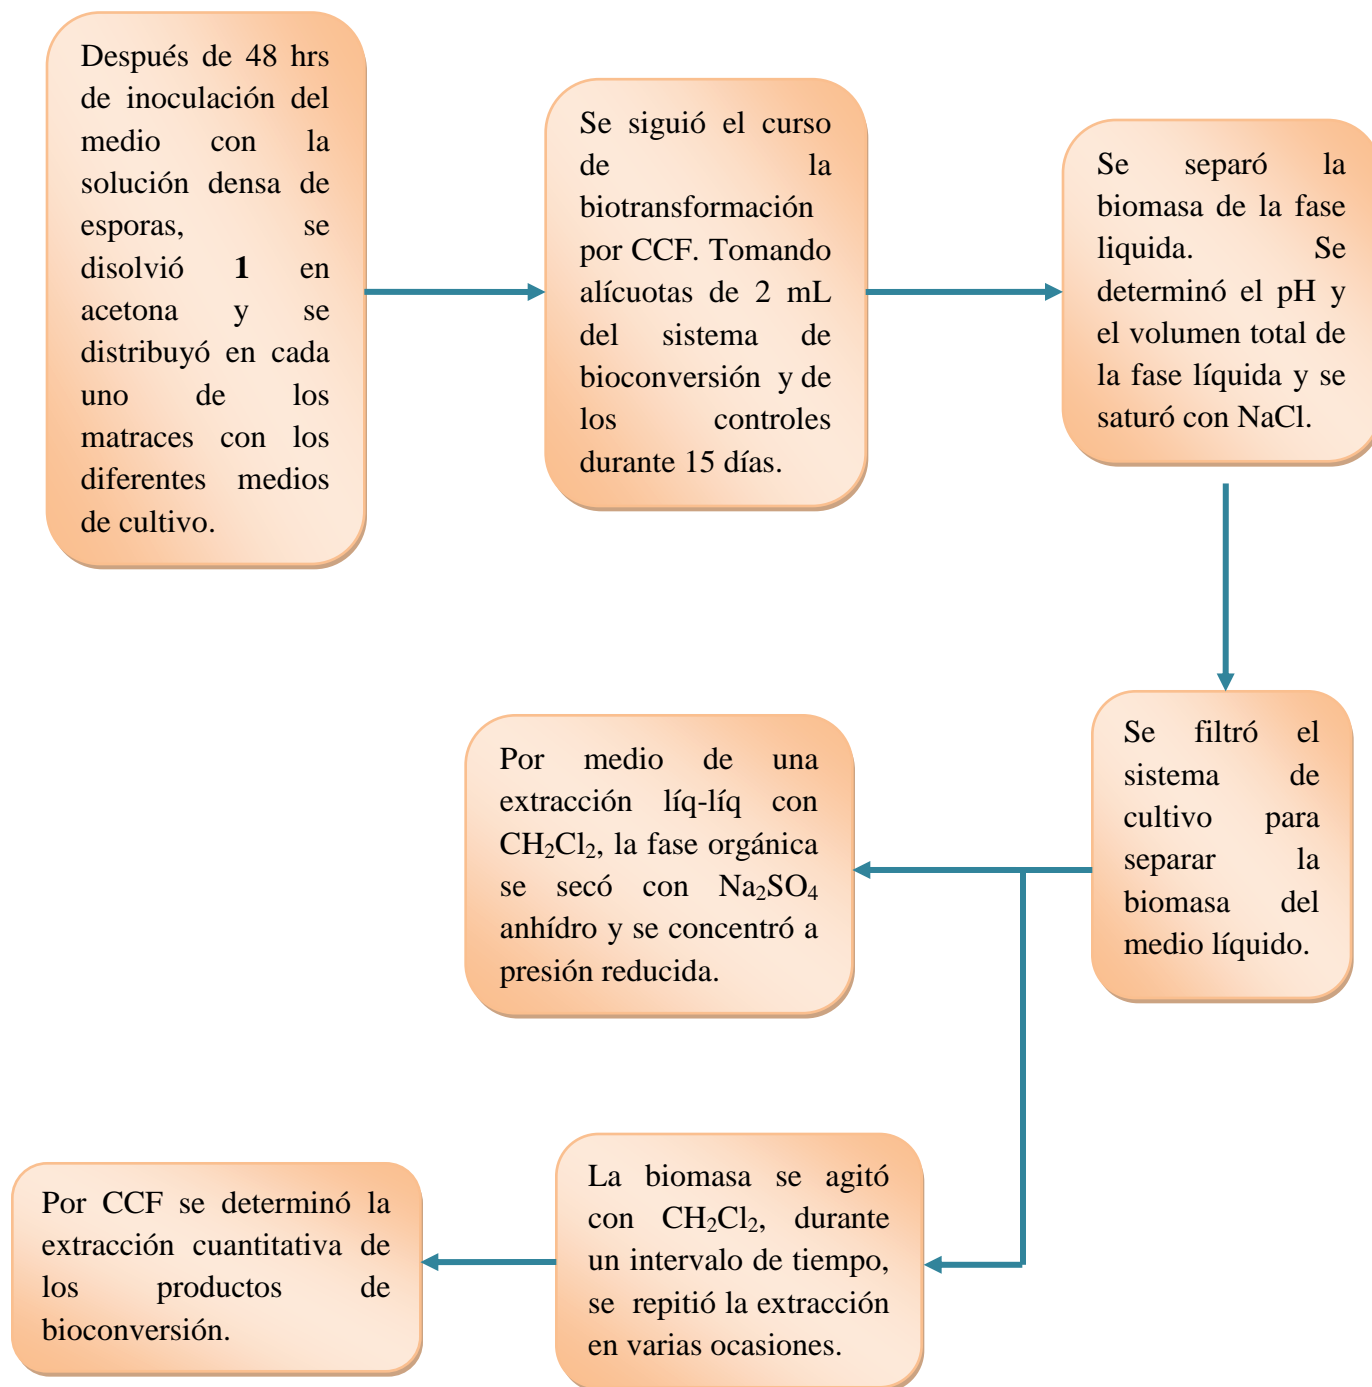 Después de 48 hrs
de inoculación del
medio con la
solución densa de
esporas, se
disolvió 1 en
acetona y se
distribuyó en cada
uno de los
matraces con los
diferentes medios
de cultivo.
Se siguió el curso
de la
biotransformación
por CCF. Tomando
alícuotas de 2 mL
del sistema de
bioconversión y de
los controles
durante 15 días.
Se separó la
biomasa de la fase
liquida. Se
determinó el pH y
el volumen total de
la fase líquida y se
saturó con NaCl.
Se filtró el
sistema de
cultivo para
separar la
biomasa del
medio líquido.
Por medio de una
extracción líq-líq con
CH₂Cl₂, la fase orgánica
se secó con Na₂SO₄
anhídro y se concentró a
presión reducida.
La biomasa se agitó
con CH₂Cl₂, durante
un intervalo de tiempo,
se repitió la extracción
en varias ocasiones.
Por CCF se determinó la
extracción cuantitativa de
los productos de
bioconversión.